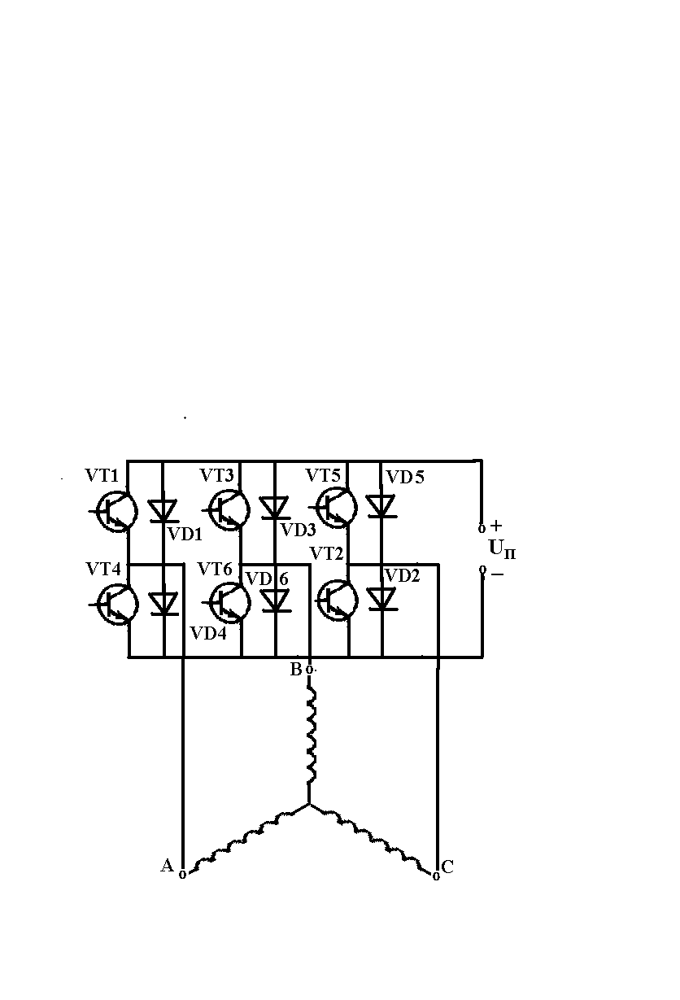 VT1 VT3 VT5 VD5
VD1 VD3 +
Uп
VT4 VT6 VT2
VD 6 VD2 –
VD4
B
A C